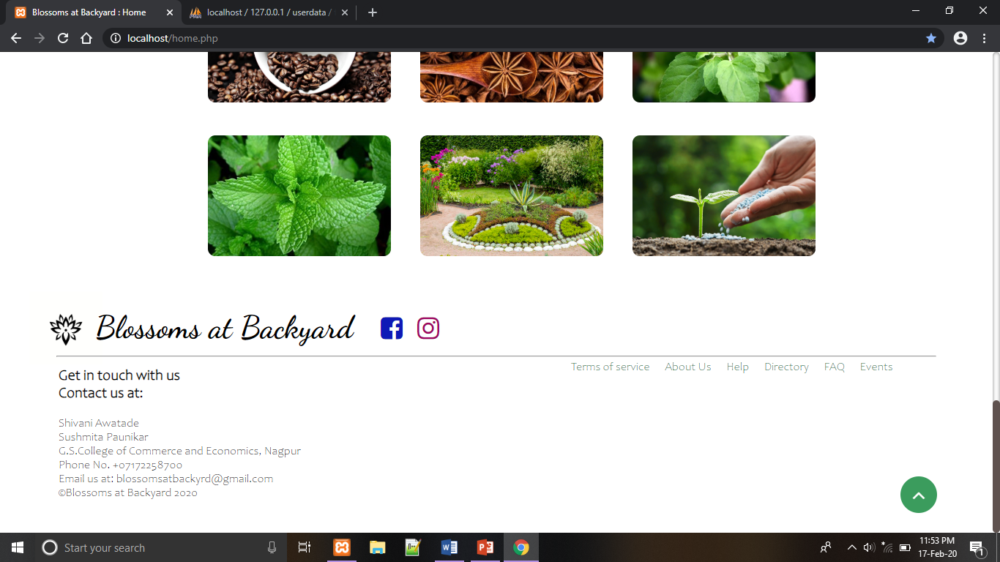 Blossoms at Backyard : Home
localhost / 127.0.0.1 / userdata /
localhost/home.php
Blossoms at Backyard
Terms of service About Us Help Directory FAQ Events
Get in touch with us
Contact us at:
Shivani Awatade
Sushmita Paunikar
G.S.College of Commerce and Economics, Nagpur
Phone No. +07172258700
Email us at: blossomsatbackyrd@gmail.com
©Blossoms at Backyard 2020
Start your search
11:53 PM
17-Feb-20
1